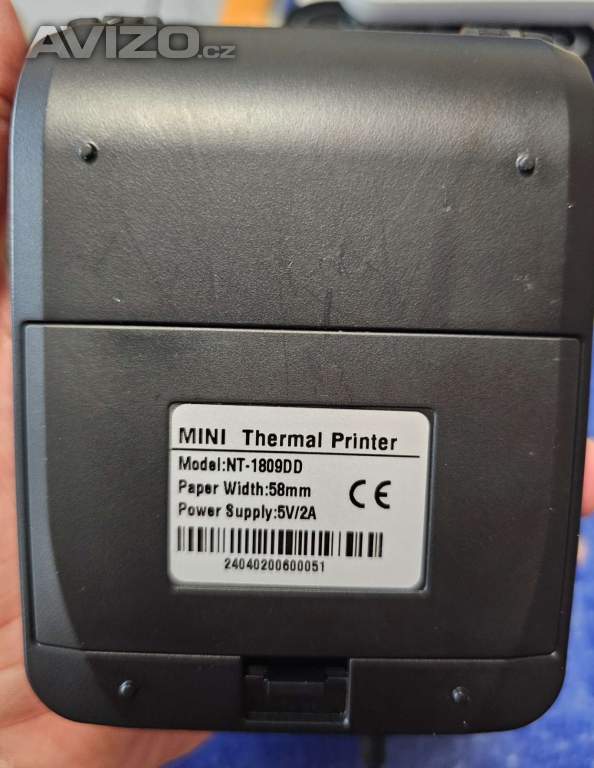 AVIZO.cz
MINI Thermal Printer
Model:NT-1809DD
Paper Width:58mm
CE
Power Supply:5V/2A
24040200600051